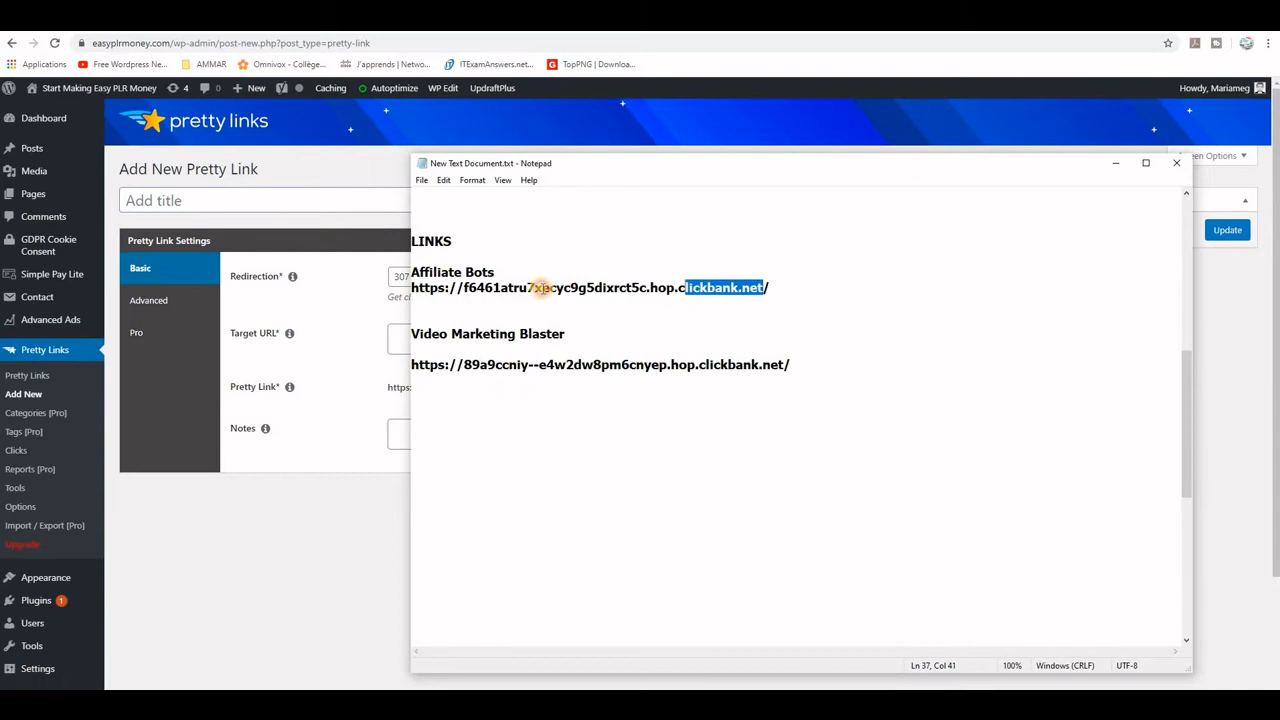 easyplrmoney.com/wp-admin/post-new.php?post_type=pretty-link
Applications
Free Wordpress Ne...
AMMAR
Omnivox - Collège...
J'apprends | Netwo...
ITExamAnswers.net...
TopPNG | Downloa...
Start Making Easy PLR Money
4
0
New
Caching
Autoptimize
WP Edit
UpdraftPlus
Howdy, Mariameg
Dashboard
Posts
Media
Pages
Comments
GDPR Cookie
Consent
Simple Pay Lite
Contact
Advanced Ads
Pretty Links
Pretty Links
Add New
Categories [Pro]
Tags [Pro]
Clicks
Reports [Pro]
Tools
Options
Import / Export [Pro]
Upgrade
Appearance
Plugins 1
Users
Tools
Settings
pretty links
een Options
Add New Pretty Link
Add title
Update
Pretty Link Settings
Basic
Advanced
Pro
Redirection*
307
Get cl
Target URL*
Pretty Link*
https:
Notes
New Text Document.txt - Notepad
File Edit Format View Help
LINKS
Affiliate Bots
https://f6461atru7xecyc9g5dixrct5c.hop.clickbank.net/
Video Marketing Blaster
https://89a9ccniy--e4w2dw8pm6cnyep.hop.clickbank.net/
Ln 37, Col 41
100%
Windows (CRLF)
UTF-8